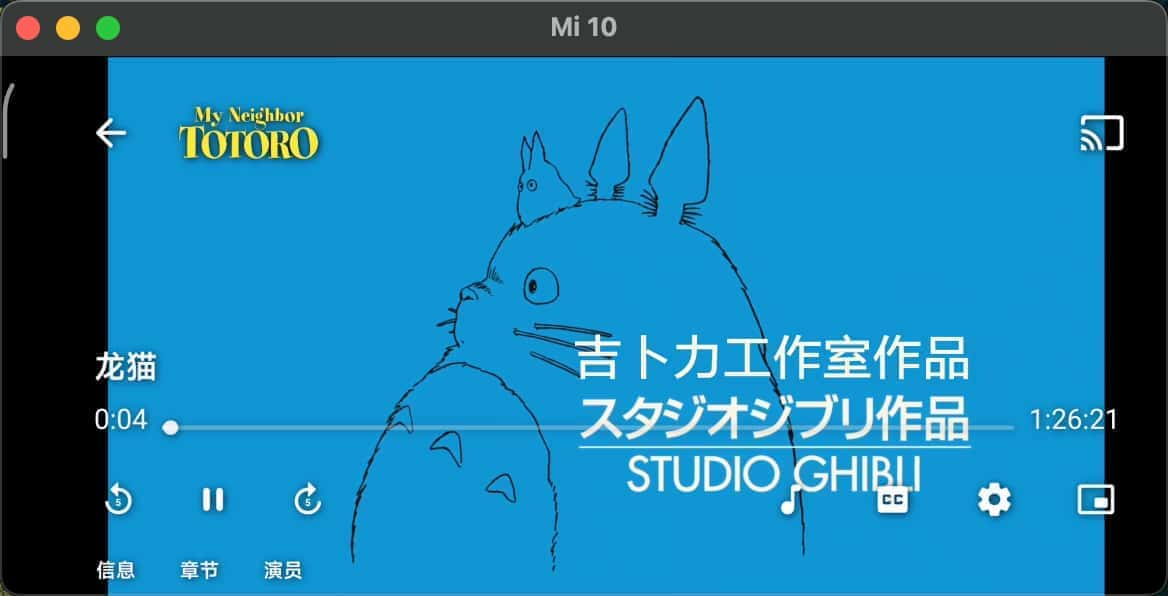 Mi 10
My Neighbor
TOTORO
吉卜力工作室作品
龙猫
スタジオジブリ作品
0:04
1:26:21
STUDIO GHIBLI
5
5
CC
信息
章节
演员